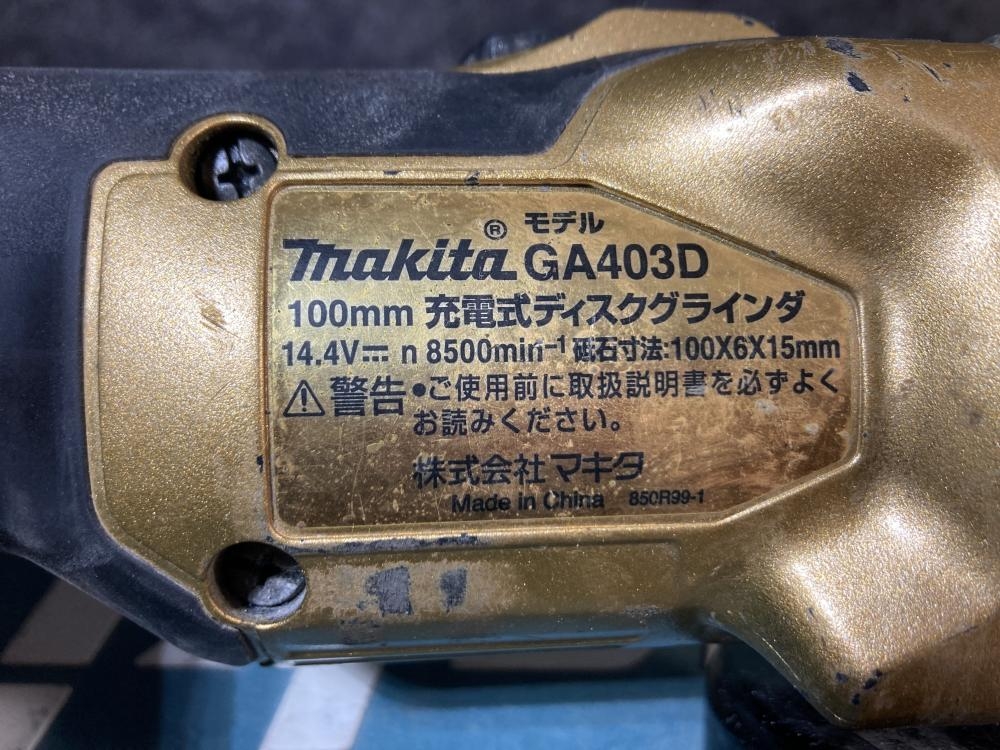 モデル
makita® GA403D
100mm 充電式ディスクグラインダ
14.4V⎓ n 8500min⁻¹ 砥石寸法:100X6X15mm
⚠警告 •ご使用前に取扱説明書を必ずよく
お読みください。
株式会社マキタ
Made in China 850R99-1